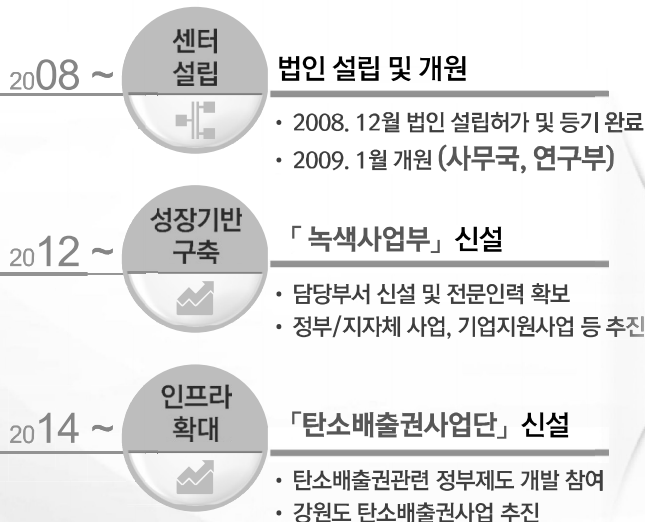 2008 ~
센터
설립
법인 설립 및 개원
• 2008. 12월 법인 설립허가 및 등기 완료
• 2009. 1월 개원 (사무국, 연구부)
2012 ~
성장기반
구축
「 녹색사업부」 신설
• 담당부서 신설 및 전문인력 확보
• 정부/지자체 사업, 기업지원사업 등 추진
2014 ~
인프라
확대
「탄소배출권사업단」 신설
• 탄소배출권관련 정부제도 개발 참여
• 강원도 탄소배출권사업 추진